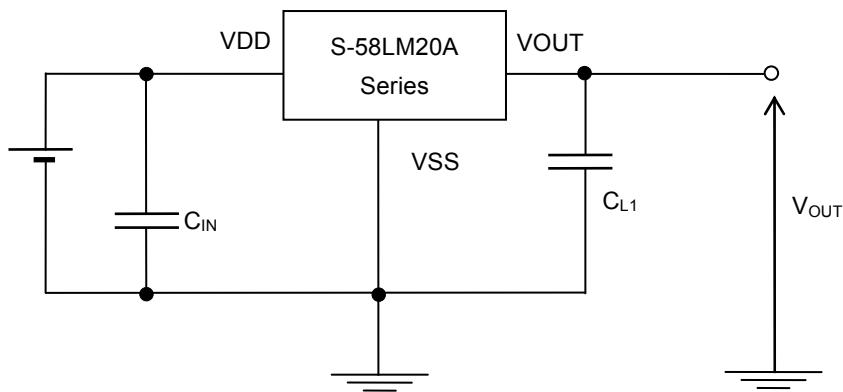 VDD
S-58LM20A
Series
VOUT
VSS
CIN
CL1
VOUT